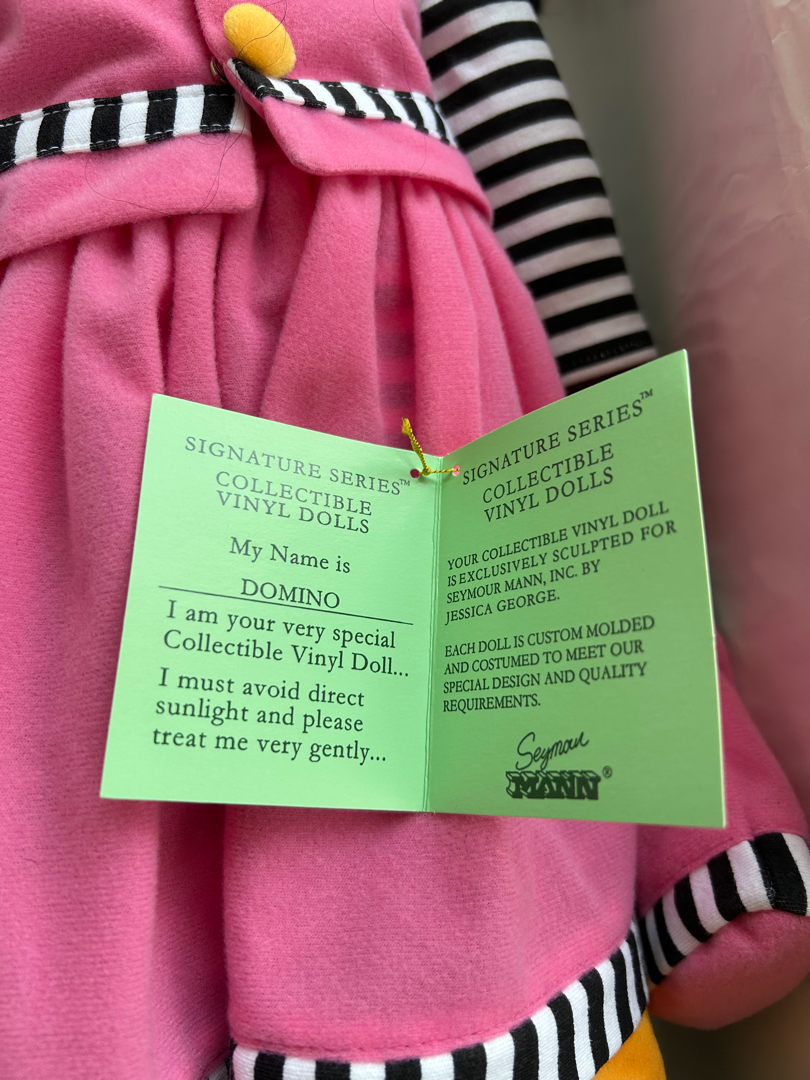 SIGNATURE SERIES™
COLLECTIBLE
VINYL DOLLS
My Name is
DOMINO
I am your very special
Collectible Vinyl Doll...
I must avoid direct
sunlight and please
treat me very gently...
SIGNATURE SERIES™
COLLECTIBLE
VINYL DOLLS
YOUR COLLECTIBLE VINYL DOLL
IS EXCLUSIVELY SCULPTED FOR
SEYMOUR MANN, INC. BY
JESSICA GEORGE.
EACH DOLL IS CUSTOM MOLDED
AND COSTUMED TO MEET OUR
SPECIAL DESIGN AND QUALITY
REQUIREMENTS.
Seymour
MANN®